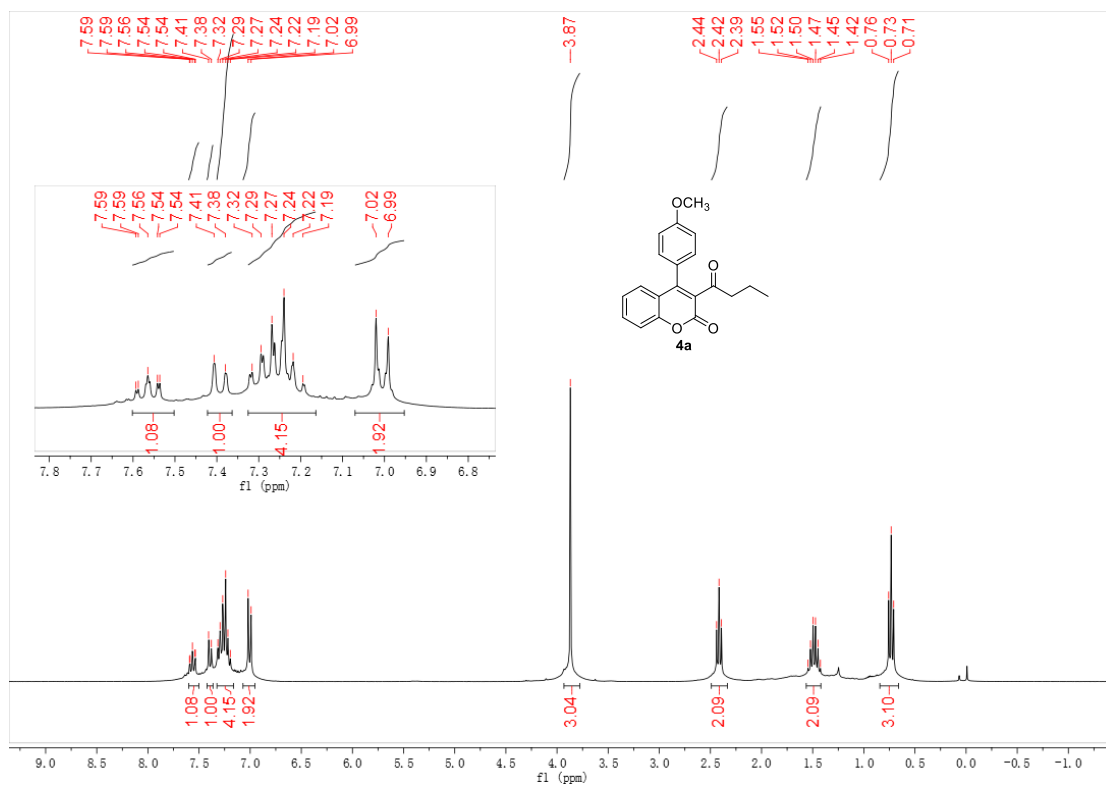 7.59 7.59 7.56 7.54 7.54 7.41 7.38 7.32 7.29 7.27 7.24 7.22 7.19 7.02 6.99 3.87 2.44 2.42 2.39 1.55 1.52 1.50 1.47 1.45 1.42 0.76 0.73 0.71
7.59 7.59 7.56 7.54 7.54 7.41 7.38 7.32 7.29 7.27 7.24 7.22 7.19 7.02 6.99
1.08 1.00 4.15 1.92
7.8 7.7 7.6 7.5 7.4 7.3 7.2 7.1 7.0 6.9 6.8
f1 (ppm)
OCH3
O
O
O
4a
1.08 1.00 4.15 1.92 3.04 2.09 2.09 3.10
9.0 8.5 8.0 7.5 7.0 6.5 6.0 5.5 5.0 4.5 4.0 3.5 3.0 2.5 2.0 1.5 1.0 0.5 0.0 -0.5 -1.0
f1 (ppm)